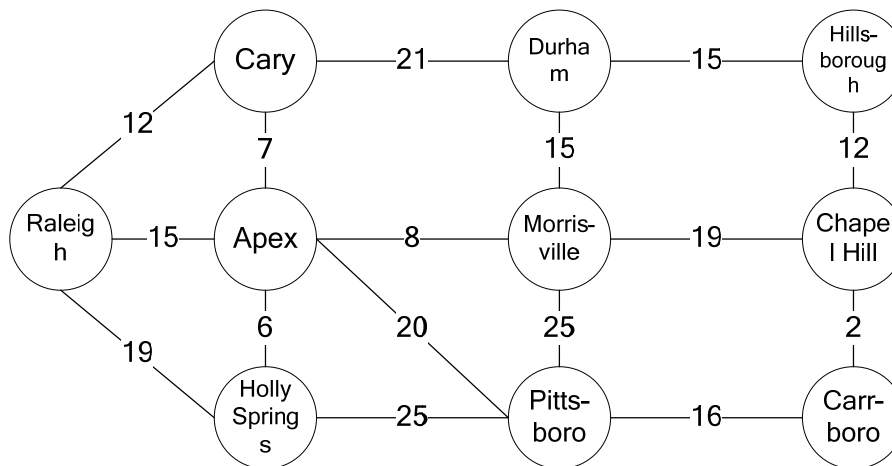 Cary
21
Durha
m
15
Hills-
boroug
h
12
7
15
12
Raleig
h
15
Apex
8
Morris-
ville
19
Chape
l Hill
19
6
20
25
2
Holly
Spring
s
25
Pitts-
boro
16
Carr-
boro